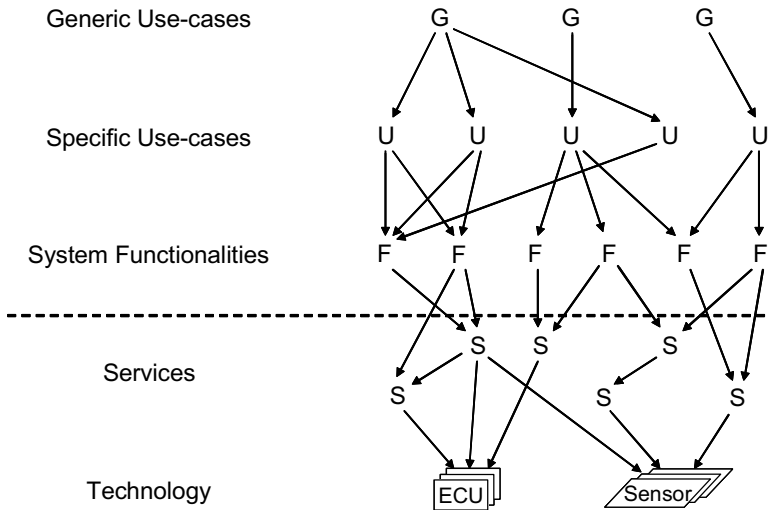 Generic Use-cases G G G
Specific Use-cases U U U U U
System Functionalities F F F F F F
S S S
Services
S S S
Technology ECU Sensor